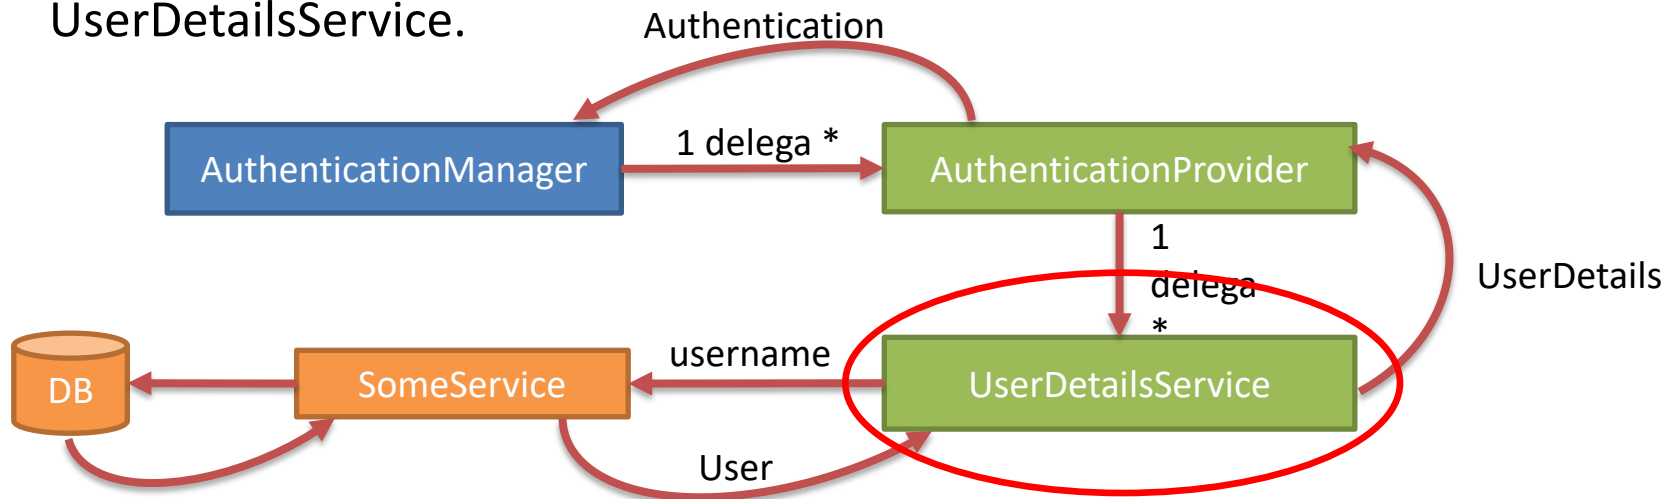 UserDetailsService.
Authentication
AuthenticationManager
1 delega *
AuthenticationProvider
1
delega
*
UserDetails
DB
SomeService
username
UserDetailsService
User